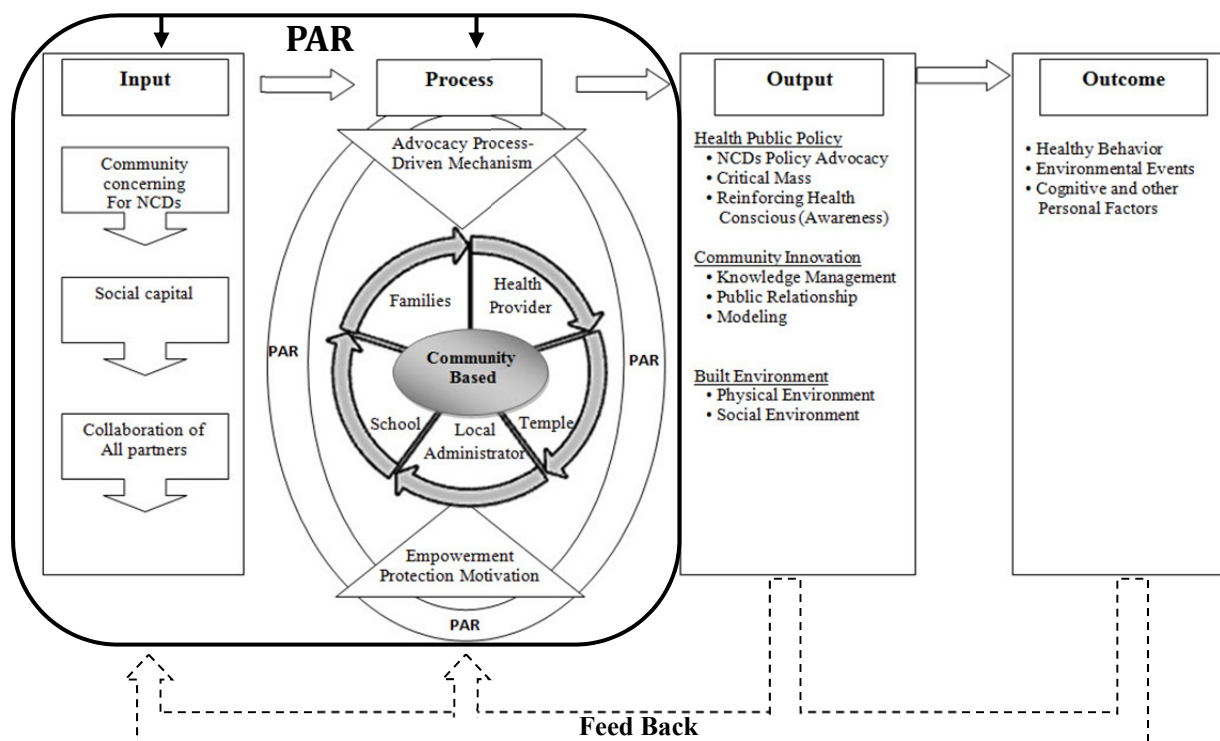 PAR
Input
Community
concerning
For NCDs
Social capital
Collaboration of
All partners
Process
Advocacy Process-
Driven Mechanism
Families
Health
Provider
PAR
Community
Based
PAR
School
Local
Administrator
Temple
Empowerment
Protection Motivation
PAR
Output
Health Public Policy
• NCDs Policy Advocacy
• Critical Mass
• Reinforcing Health
Conscious (Awareness)
Community Innovation
• Knowledge Management
• Public Relationship
• Modeling
Built Environment
• Physical Environment
• Social Environment
Outcome
• Healthy Behavior
• Environmental Events
• Cognitive and other
Personal Factors
Feed Back